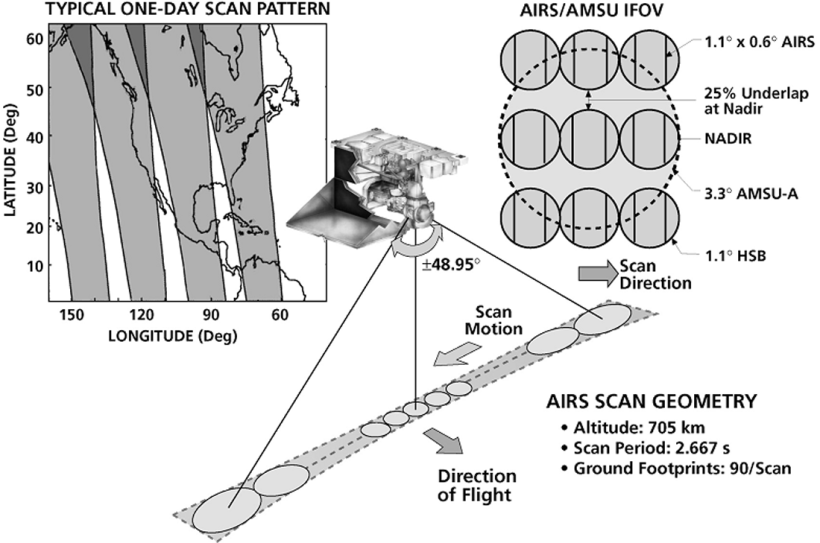 TYPICAL ONE-DAY SCAN PATTERN
60
50
40
30
20
10
LATITUDE (Deg)
150
120
90
60
LONGITUDE (Deg)
AIRS/AMSU IFOV
1.1° x 0.6° AIRS
25% Underlap
at Nadir
NADIR
3.3° AMSU-A
1.1° HSB
Scan
Direction
±48.95°
Scan
Motion
Direction
of Flight
AIRS SCAN GEOMETRY
• Altitude: 705 km
• Scan Period: 2.667 s
• Ground Footprints: 90/Scan